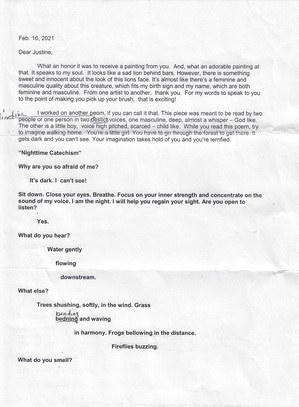 Feb. 16, 2021
Dear Justine,
What an honor it was to receive a painting from you. And, what an adorable painting at
that. It speaks to my soul. It looks like a sad lion behind bars. However, there is something
sweet and innocent about the look of this lions face. It's almost like there's a feminine and
masculine quality about this creature, which fits my birth sign and my name, which are both
feminine and masculine. From one artist to another, thank you. For my words to speak to you
to the point of making you pick up your brush, that is exciting!
I worked on another peom, if you can call it that. This piece was meant to be read by two
people or one person in two voices, one masculine, deep, almost a whisper – God like.
The other is a little boy, voice high pitched, scarced – child like. While you read this poem, try
to imagine walking home. You're a little girl. You have to go through the forest to get there. It
gets dark and you can't see. Your imagination takes hold of you and you're terrified.
"Nighttime Catechism"
Why are you so afraid of me?
It's dark. I can't see!
Sit down. Close your eyes. Breathe. Focus on your inner strength and concentrate on the
sound of my voice. I am the night. I will help you regain your sight. Are you open to
listen?
Yes.
What do you hear?
Water gently
flowing
downstream.
What else?
Trees shushing, softly, in the wind. Grass
bending
bedning and waving
in harmony. Frogs bellowing in the distance.
Fireflies buzzing.
What do you smell?